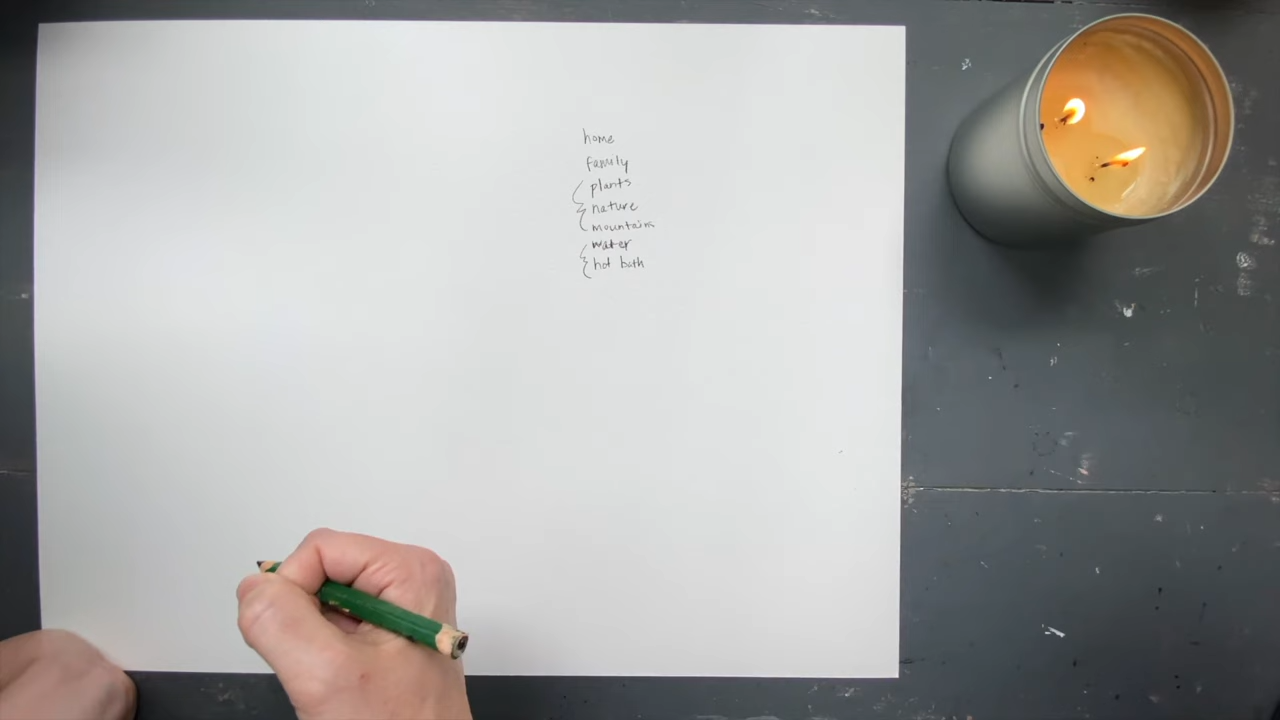 home
family
plants
nature
mountains
water
hot bath